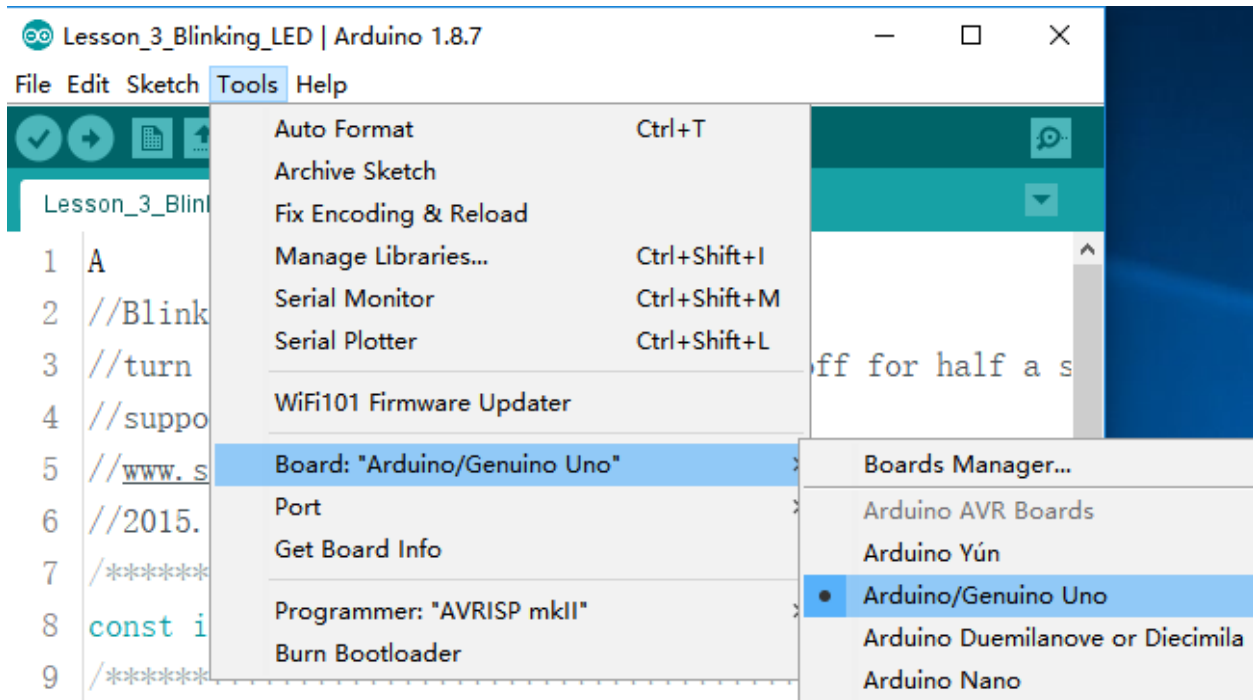 Lesson_3_Blinking_LED | Arduino 1.8.7
File Edit Sketch Tools Help
Auto Format Ctrl+T
Archive Sketch
Lesson_3_Blin
Fix Encoding & Reload
1 A
Manage Libraries... Ctrl+Shift+I
2 //Blink
Serial Monitor Ctrl+Shift+M
Serial Plotter Ctrl+Shift+L
3 //turn ff for half a s
WiFi101 Firmware Updater
4 //suppo
Board: "Arduino/Genuino Uno"
Boards Manager...
5 //www.s
Port
Arduino AVR Boards
6 //2015.
Get Board Info
Arduino Yún
7 /******
Arduino/Genuino Uno
Programmer: "AVRISP mkII"
8 const i
Arduino Duemilanove or Diecimila
Burn Bootloader
9 /******
Arduino Nano